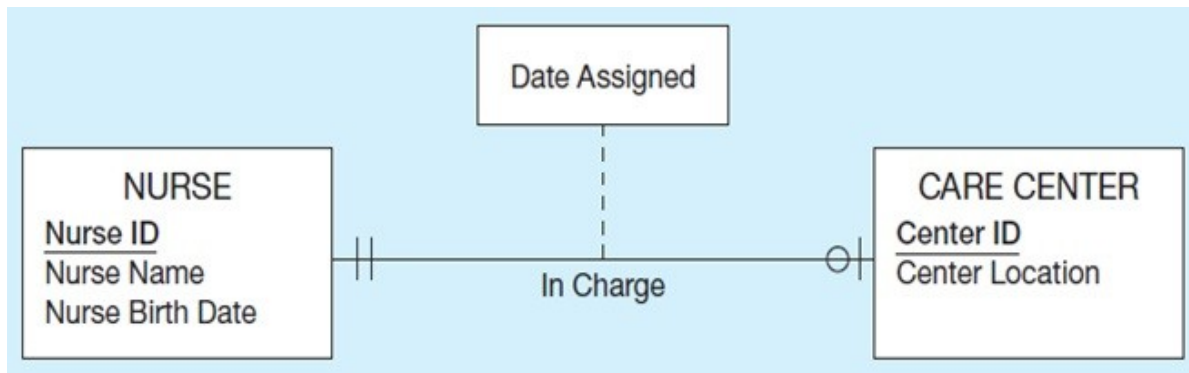 Date Assigned
NURSE
Nurse ID
Nurse Name
Nurse Birth Date
In Charge
CARE CENTER
Center ID
Center Location